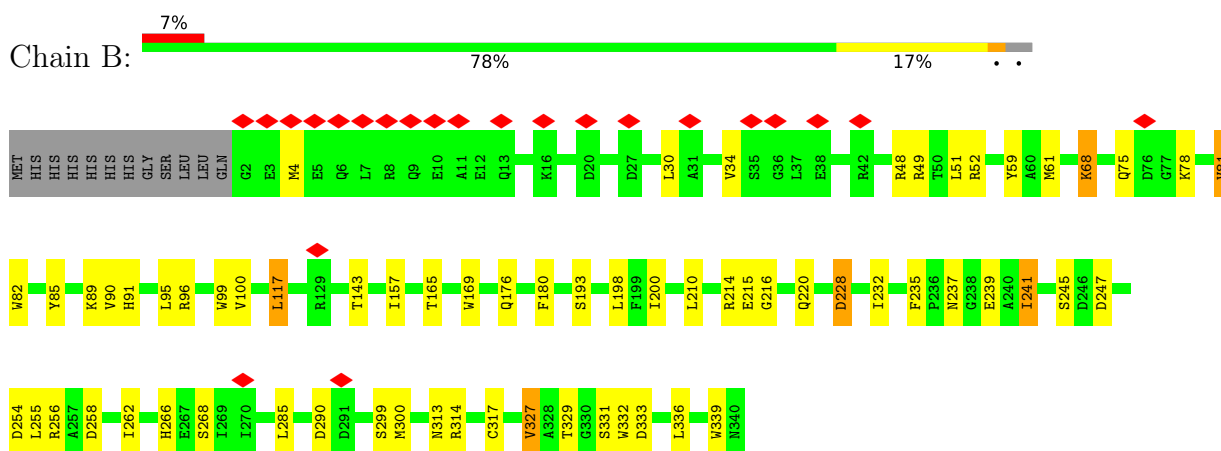 7%
Chain B:
78% 17% • •
MET HIS HIS HIS HIS HIS HIS GLY SER LEU LEU GLN G2 E3 M4 E5 Q6 L7 R8 Q9 E10 A11 E12 Q13 K16 D20 D27 L30 A31 V34 S35 G36 L37 E38 R42 R48 R49 T50 L51 R52 Y59 A60 M61 K68 Q75 D76 G77 K78
W82 Y85 K89 V90 H91 L95 R96 W99 V100 L117 R129 T143 I157 T165 W169 Q176 F180 S193 L198 F199 I200 L210 R214 E215 G216 Q220 D228 I232 F235 P236 N237 G238 E239 A240 I241 S245 D246 D247
D254 L255 R256 A257 D258 I262 H266 E267 S268 I269 I270 L285 D290 D291 S299 M300 N313 R314 C317 V327 A328 T329 G330 S331 W332 D333 L336 W339 N340